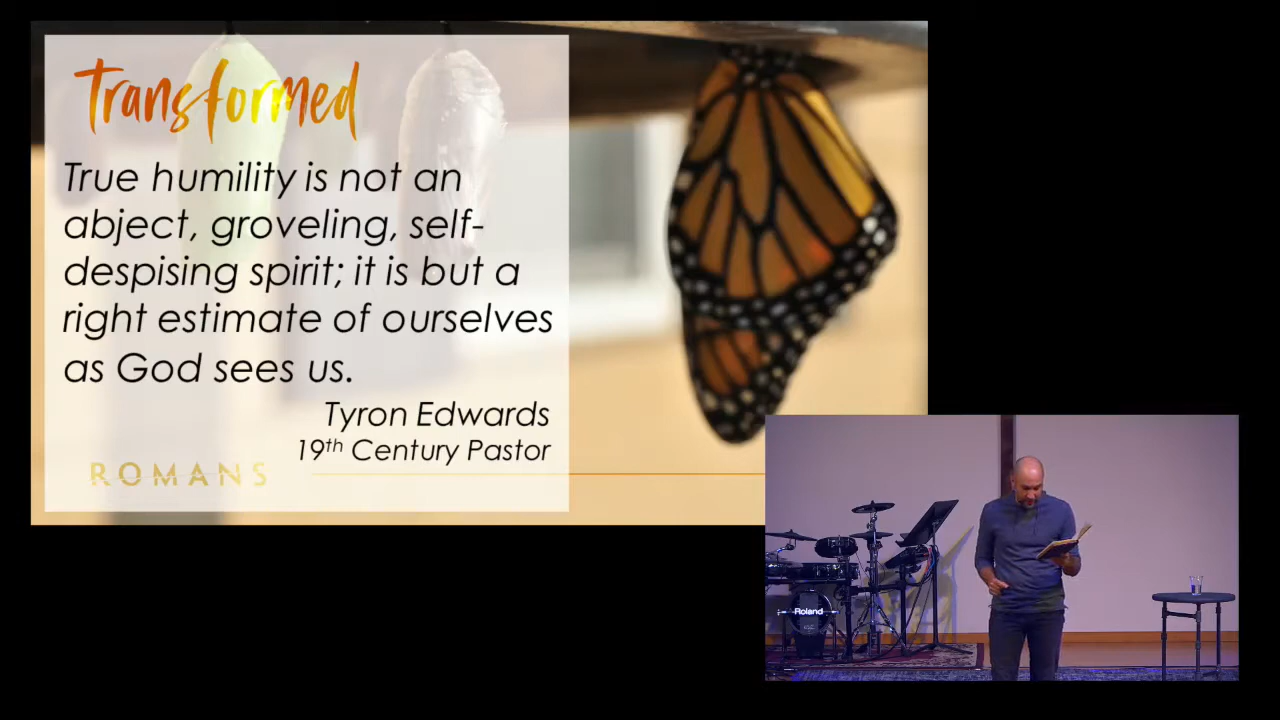 Transformed
True humility is not an
abject, groveling, self-
despising spirit; it is but a
right estimate of ourselves
as God sees us.
Tyron Edwards
19th Century Pastor
ROMANS
Roland